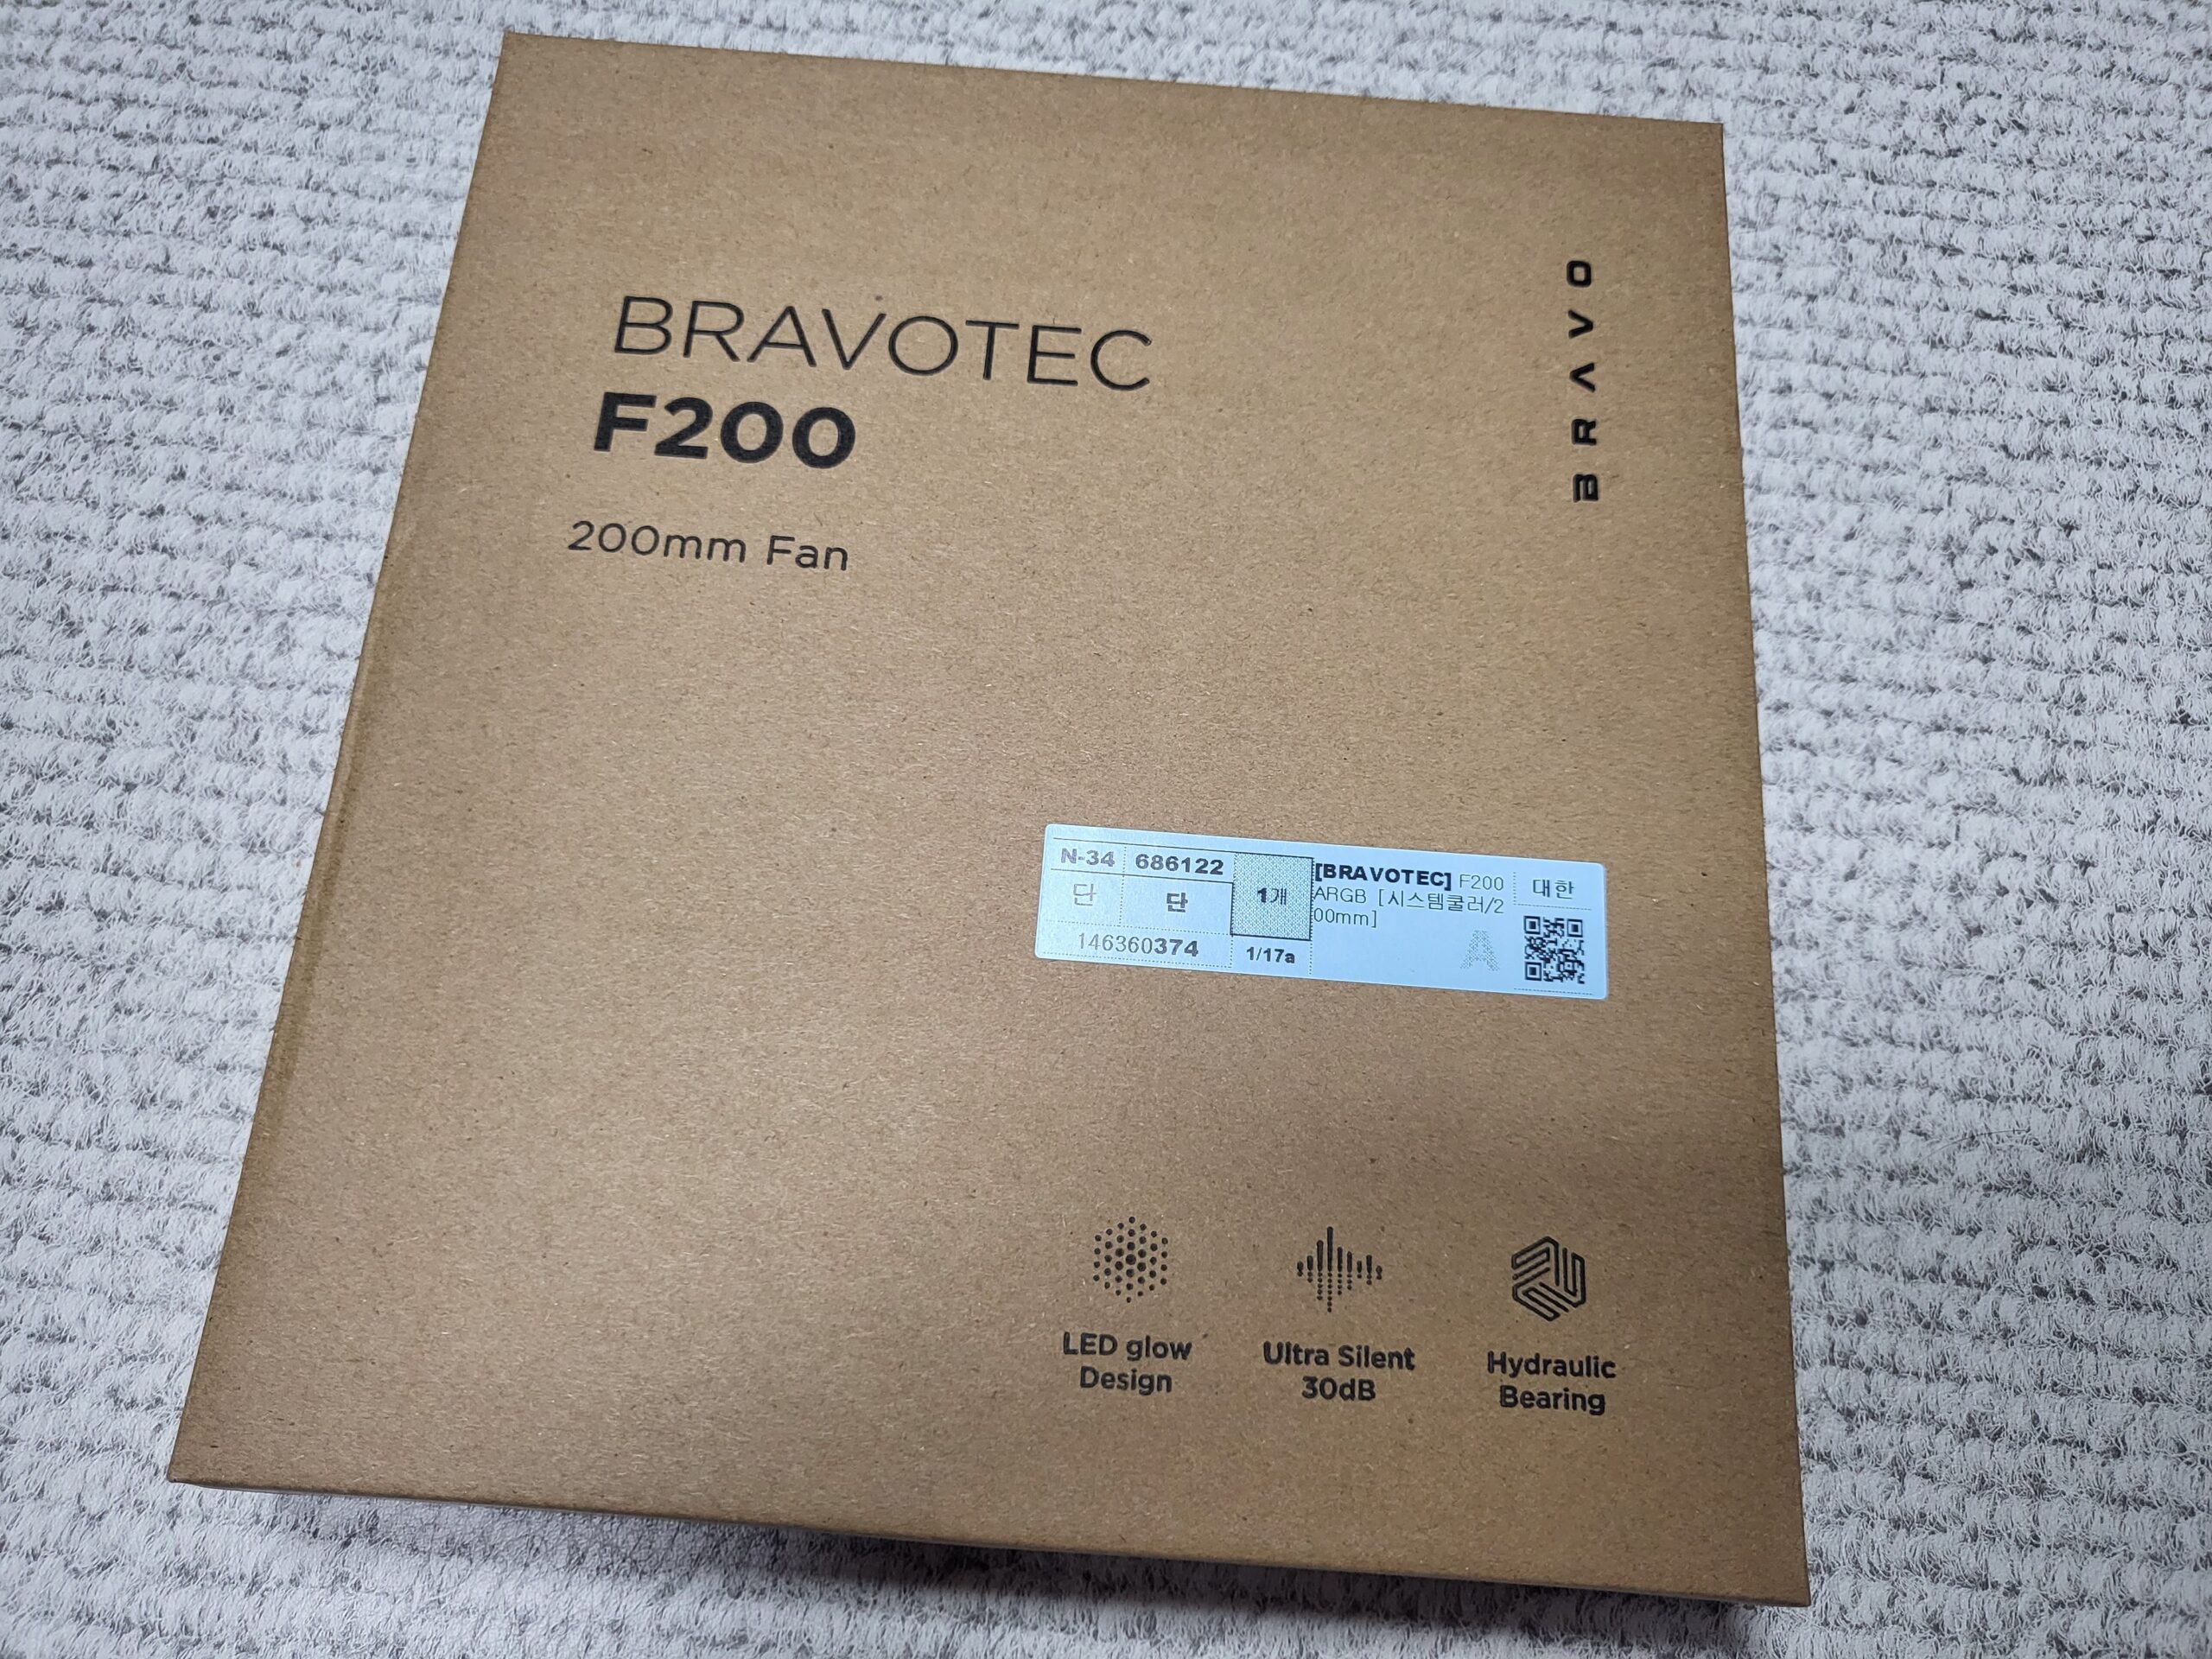 BRAVOTEC
F200
200mm Fan
BRAVO
N-34 686122
단 단
146360374
1개
1/17a
[BRAVOTEC] F200
ARGB [시스템쿨러/2
00mm]
A
대한
LED glow
Design
Ultra Silent
30dB
Hydraulic
Bearing